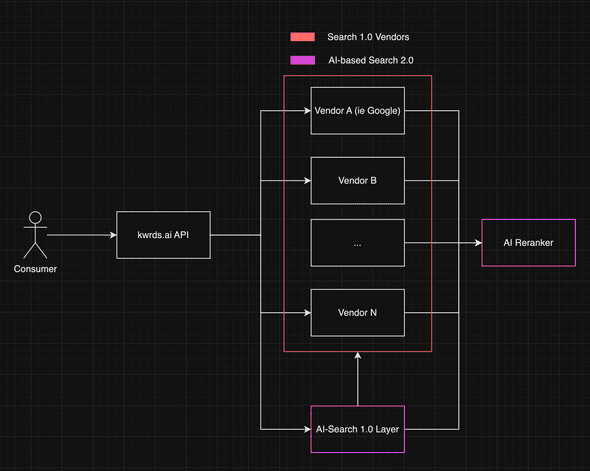 Search 1.0 Vendors
AI-based Search 2.0
Vendor A (ie Google)
Vendor B
kwrds.ai API
...
AI Reranker
Consumer
Vendor N
AI-Search 1.0 Layer